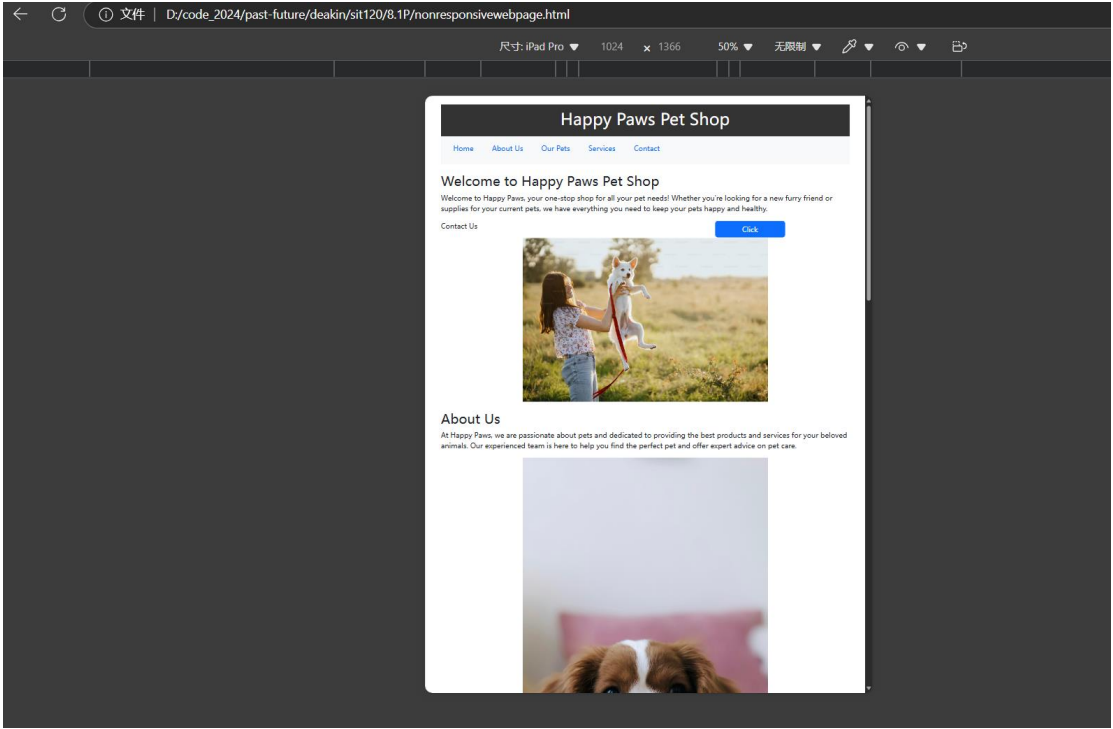 文件 D:/code_2024/past-future/deakin/sit120/8.1P/nonresponsivewebpage.html
尺寸: iPad Pro ▼ 1024 × 1366 50% ▼ 无限制 ▼
Happy Paws Pet Shop
Home About Us Our Pets Services Contact
Welcome to Happy Paws Pet Shop
Welcome to Happy Paws, your one-stop shop for all your pet needs! Whether you're looking for a new furry friend or
supplies for your current pets, we have everything you need to keep your pets happy and healthy.
Contact Us Click
About Us
At Happy Paws, we are passionate about pets and dedicated to providing the best products and services for your beloved
animals. Our experienced team is here to help you find the perfect pet and offer expert advice on pet care.